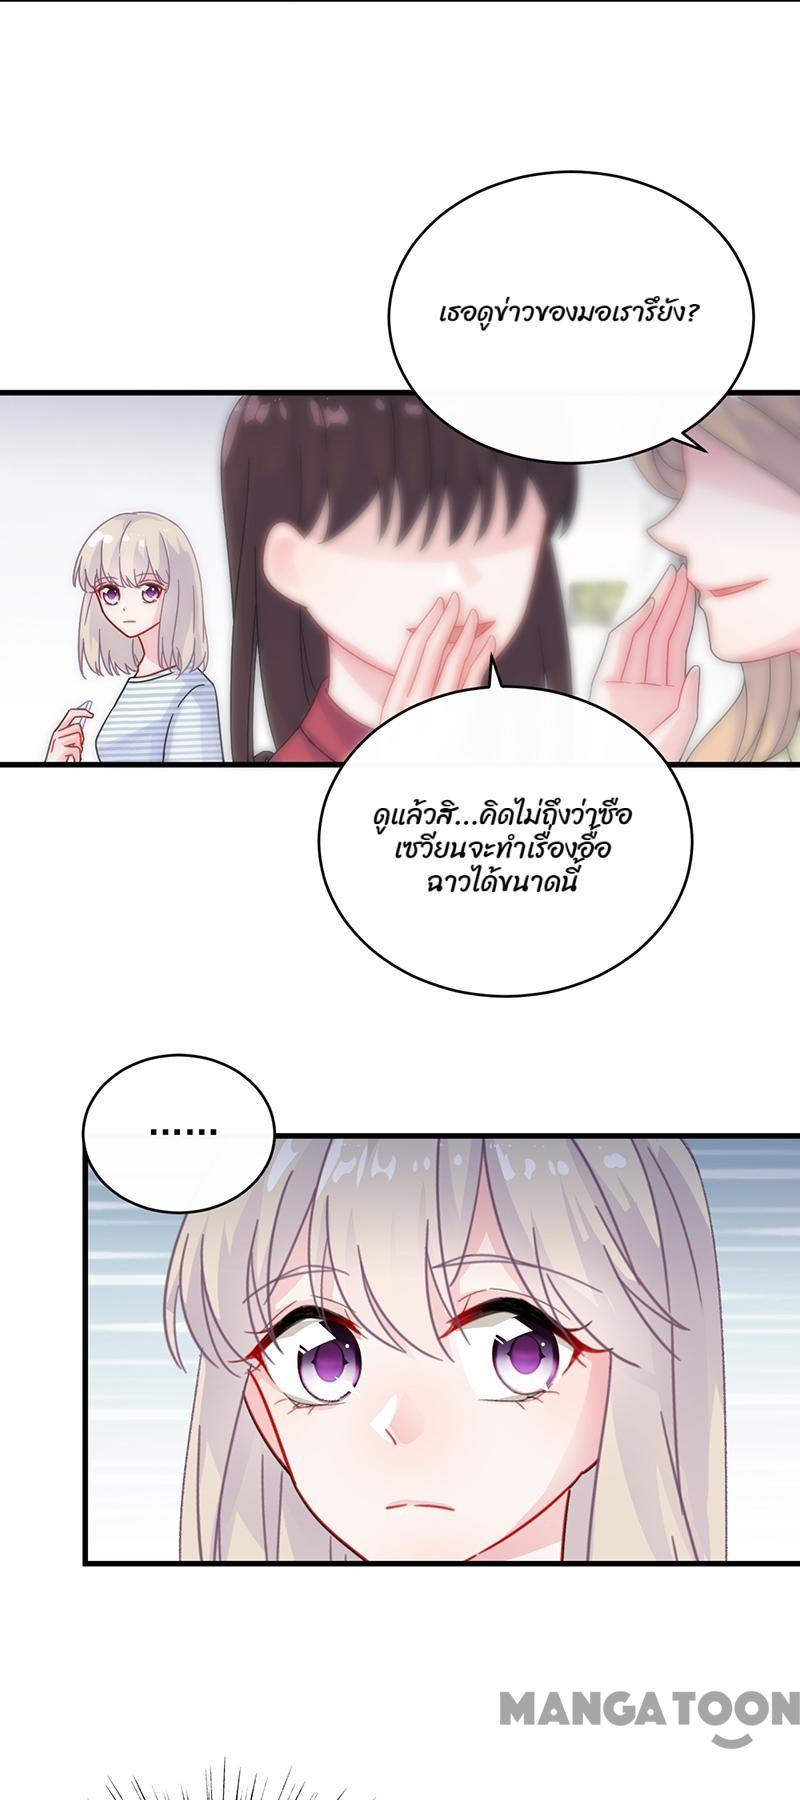 เธอดูข่าวของมอเรารึยัง?
ดูแล้วสิ...คิดไม่ถึงว่าซือ
เซวียนจะทำเรื่องอื้อ
ฉาวได้ขนาดนี้
......
MANGATOON